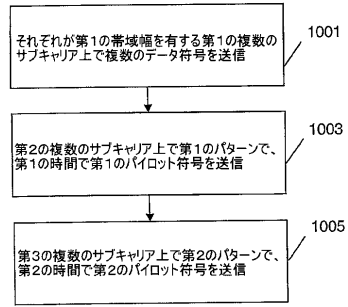 それぞれが第1の帯域幅を有する第1の複数の
サブキャリア上で複数のデータ符号を送信
1001
第2の複数のサブキャリア上で第1のパターンで、
第1の時間で第1のパイロット符号を送信
1003
第3の複数のサブキャリア上で第2のパターンで、
第2の時間で第2のパイロット符号を送信
1005